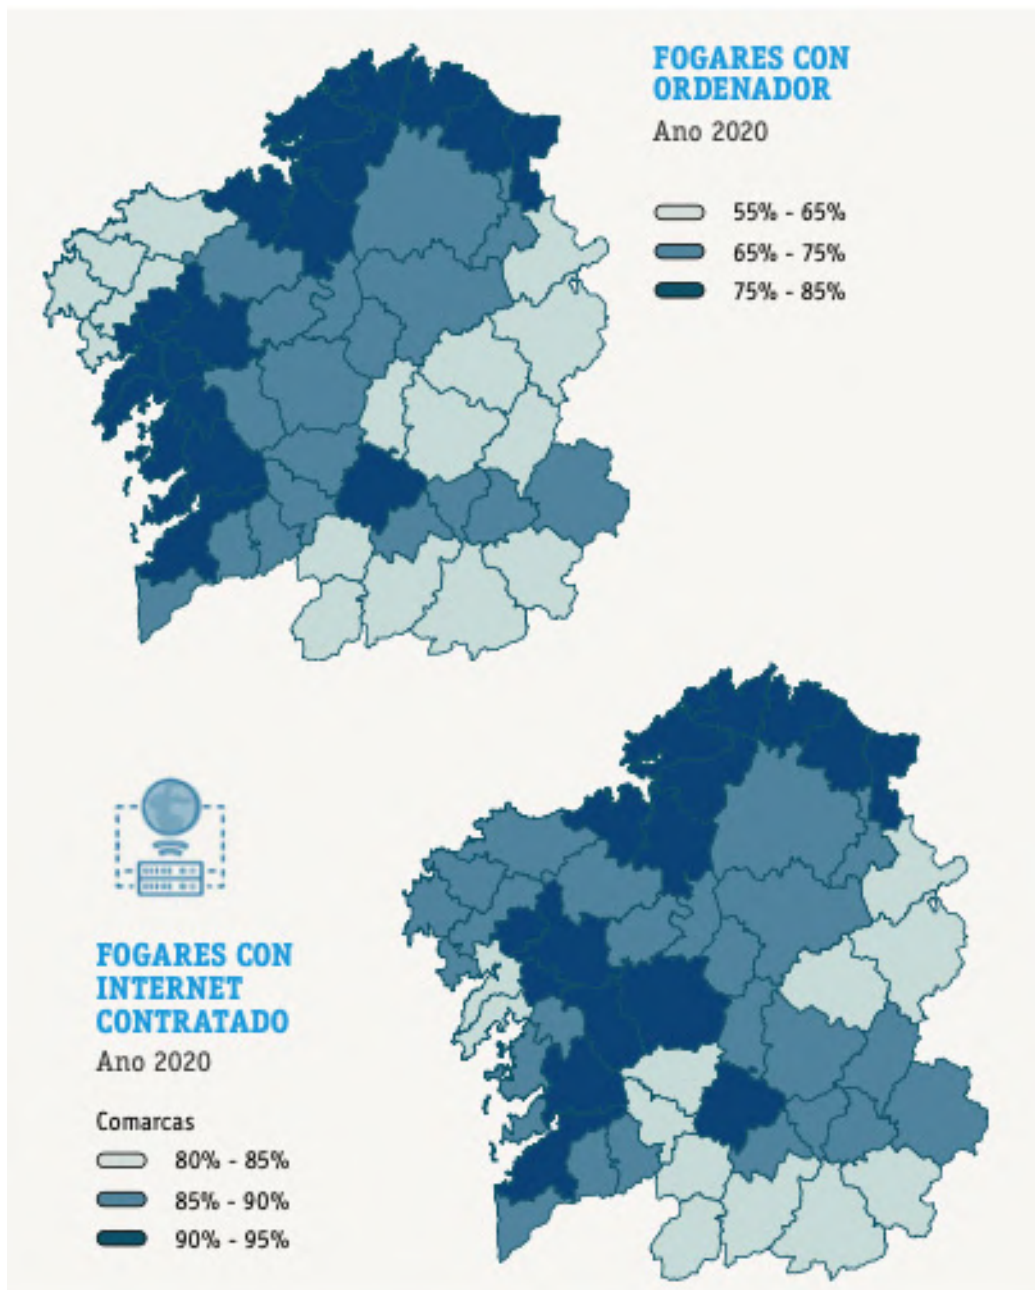 FOGARES CON
ORDENADOR
Ano 2020
55% - 65%
65% - 75%
75% - 85%
FOGARES CON
INTERNET
CONTRATADO
Ano 2020
Comarcas
80% - 85%
85% - 90%
90% - 95%